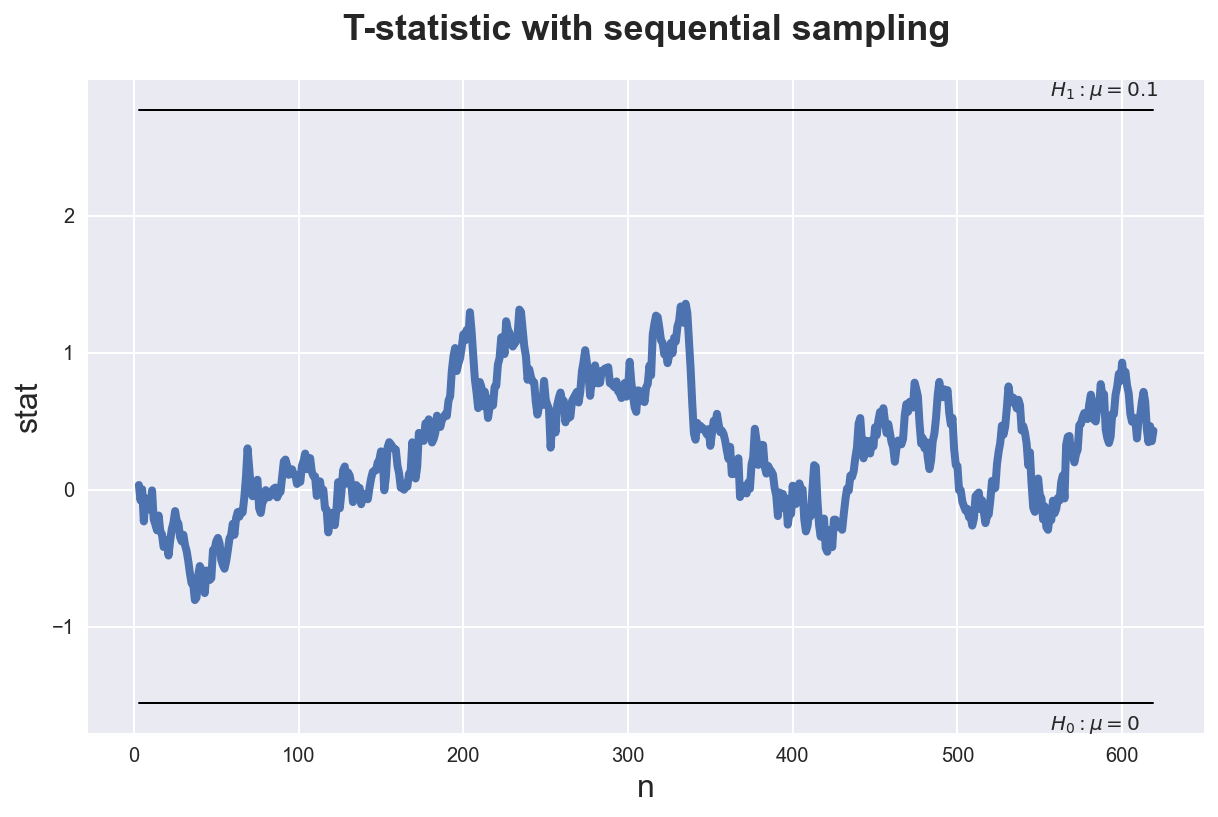 T-statistic with sequential sampling
H₁ : μ = 0.1
2
1
0
−1
stat
H₀ : μ = 0
0 100 200 300 400 500 600
n